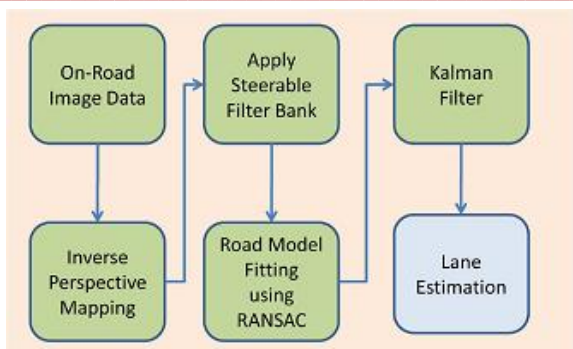 On-Road
Image Data
Inverse
Perspective
Mapping
Apply
Steerable
Filter Bank
Road Model
Fitting
using
RANSAC
Kalman
Filter
Lane
Estimation